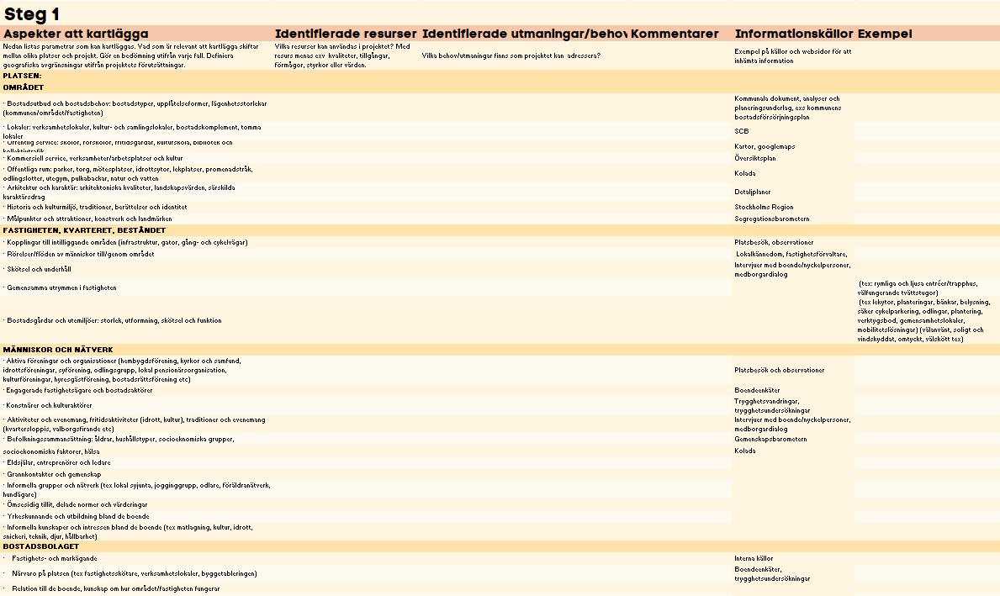 Steg 1
Aspekter att kartlägga
Identifierade resurser
Identifierade utmaningar/behov
Kommentarer
Informationskällor
Exempel
Nedan listas parametrar som kan kartläggas. Vad som är relevant att kartlägga skiftar
mellan olika platser och projekt. Gör en bedömning utifrån varje fall. Definiera
geografiska avgränsningar utifrån projektets förutsättningar.
Vilka resurser kan användas i projektet? Med
resurs menas exv kvaliteter, tillgångar,
förmågor, styrkor eller värden.
Vilka behov/utmaningar finns som projektet kan adressera?
Exempel på källor och websidor för att
inhämta information
PLATSEN:
OMRÅDET
· Bostadsutbud och bostadsbehov: bostadstyper, upplåtelseformer, lägenhetsstorlekar
(kommunen/området/fastigheten)
Kommunala dokument, analyser och
planeringsunderlag, exs kommunens
bostadsförsörjningsplan
· Lokaler: verksamhetslokaler, kultur- och samlingslokaler, bostadskomplement, tomma
lokaler
SCB
· Offentlig service: skolor, förskolor, fritidsgårdar, kulturskola, bibliotek och
kollektivtrafik
Kartor, googlemaps
· Kommersiell service, verksamheter/arbetsplatser och kultur
Översiktsplan
· Offentliga rum: parker, torg, mötesplatser, idrottsytor, lekplatser, promenadstråk,
odlingslotter, utegym, pulkabackar, natur och vatten
Kolada
· Arkitektur och karaktär: arkitektoniska kvaliteter, landskapsvärden, särskilda
karaktärsdrag
Detaljplaner
· Historia och kulturmiljö, traditioner, berättelser och identitet
Stockholms Region
· Målpunkter och attraktioner, konstverk och landmärken
Segregationsbarometern
FASTIGHETEN, KVARTERET, BESTÅNDET
· Kopplingar till intilliggande områden (infrastruktur, gator, gång- och cykelvägar)
Platsbesök, observationer
· Rörelser/flöden av människor till/genom området
Lokalkännedom, fastighetsförvaltare,
· Skötsel och underhåll
Intervjuer med boende/nyckelpersoner,
medborgardialog
· Gemensamma utrymmen i fastigheten
(tex: rymliga och ljusa entréer/trapphus,
välfungerande tvättstugor)
· Bostadsgårdar och utemiljöer: storlek, utformning, skötsel och funktion
(tex lekytor, planteringar, bänkar, belysning,
säker cykelparkering, odlingar, plantering,
verktygsbod, gemensamhetslokaler,
mobilitetslösningar) (välanvänt, soligt och
vindskyddat, omtyckt, välskött tex)
MÄNNISKOR OCH NÄTVERK
· Aktiva föreningar och organisationer (hembygdsförening, kyrkor och samfund,
idrottsföreningar, syförening, odlingsgrupp, lokal pensionärsorganisation,
kulturföreningar, hyresgästförening, bostadsrättsförening etc)
Platsbesök och observationer
· Engagerade fastighetsägare och bostadsaktörer
Boendeenkäter
· Konstnärer och kulturaktörer
Trygghetsvandringar,
trygghetsundersökningar
· Aktiviteter och evenemang, fritidsaktiviteter (idrott, kultur), traditioner och evenemang
(kvartersloppis, valborgsfirande etc)
Intervjuer med boende/nyckelpersoner,
medborgardialog
· Befolkningssammansättning: åldrar, hushållstyper, socioeknomiska grupper,
Gemenskapsbarometern
socioekonomiska faktorer, hälsa
Kolada
· Eldsjälar, entreprenörer och ledare
· Grannkontakter och gemenskap
· Informella grupper och nätverk (tex lokal syjunta, jogginggrupp, odlare, föräldranätverk,
hundägare)
· Ömsesidig tillit, delade normer och värderingar
· Yrkeskunnande och utbildning bland de boende
· Informella kunskaper och intressen bland de boende (tex matlagning, kultur, idrott,
snickeri, teknik, djur, hållbarhet)
BOSTADSBOLAGET
· Fastighets- och markägande
Interna källor
· Närvaro på platsen (tex fastighetsskötare, verksamhetslokaler, byggetableringen)
Boendeenkäter,
trygghetsundersökningar
· Relation till de boende, kunskap om hur området/fastigheten fungerar